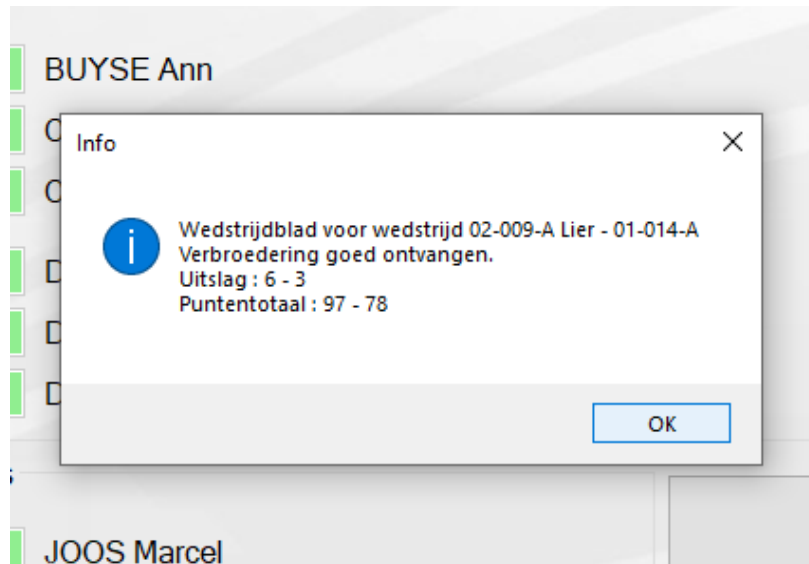 BUYSE Ann
Info
Wedstrijdblad voor wedstrijd 02-009-A Lier - 01-014-A
Verbroedering goed ontvangen.
Uitslag : 6 - 3
Puntentotaal : 97 - 78
OK
JOOS Marcel